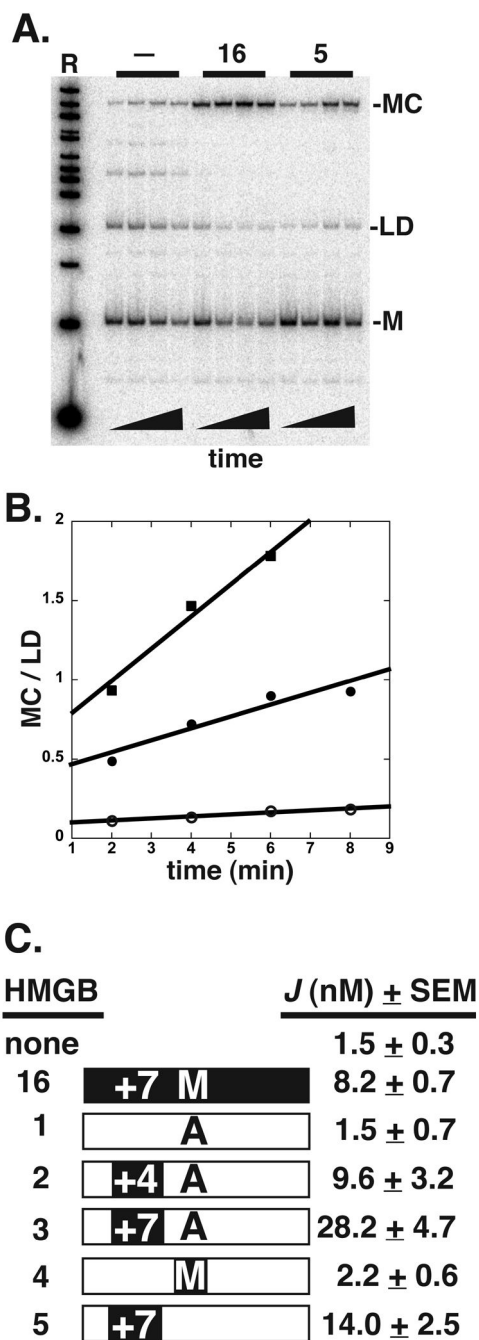 A.
R — 16 5
-MC
-LD
-M
time
B.
2
1.5
1
0.5
0
MC / LD
1 2 3 4 5 6 7 8 9
time (min)
C.
HMGB J (nM) ± SEM
none 1.5 ± 0.3
16 +7 M 8.2 ± 0.7
1 A 1.5 ± 0.7
2 +4 A 9.6 ± 3.2
3 +7 A 28.2 ± 4.7
4 M 2.2 ± 0.6
5 +7 14.0 ± 2.5